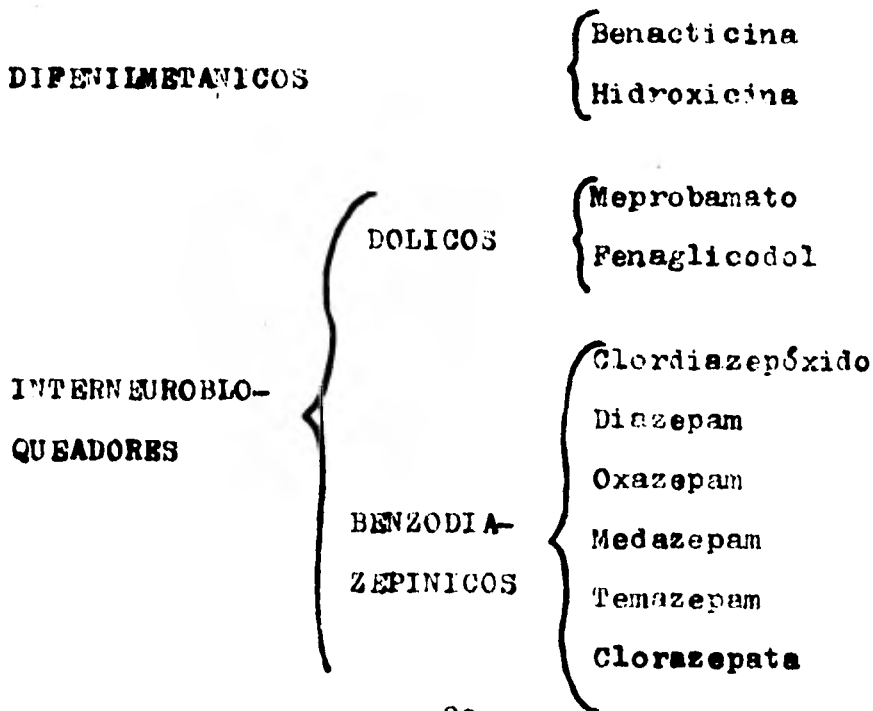 DIFENILMETANICOS
Benacticina
Hidroxicina
INTERNEUROBLO-
QUEADORES
DOLICOS
Meprobamato
Fenaglicodol
BENZODIA-
ZEPINICOS
Clordiazepóxido
Diazepam
Oxazepam
Medazepam
Temazepam
Clorazepata